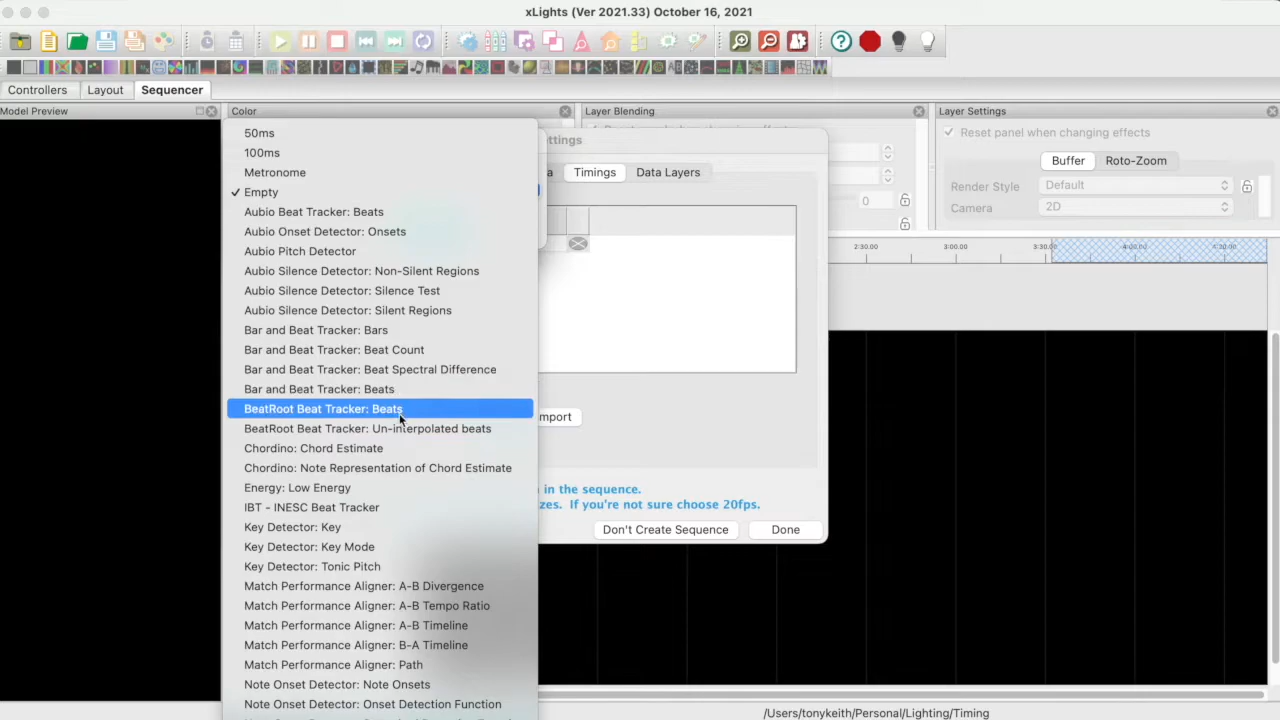 xLights (Ver 2021.33) October 16, 2021
Controllers
Layout
Sequencer
Model Preview
Color
Layer Blending
Layer Settings
Reset panel when changing effects
Buffer
Roto-Zoom
Render Style
Default
Camera
2D
0
ttings
a
Timings
Data Layers
2:30.00
3:00.00
3:30.00
4:00.00
4:30.00
50ms
100ms
Metronome
Empty
Aubio Beat Tracker: Beats
Aubio Onset Detector: Onsets
Aubio Pitch Detector
Aubio Silence Detector: Non-Silent Regions
Aubio Silence Detector: Silence Test
Aubio Silence Detector: Silent Regions
Bar and Beat Tracker: Bars
Bar and Beat Tracker: Beat Count
Bar and Beat Tracker: Beat Spectral Difference
Bar and Beat Tracker: Beats
BeatRoot Beat Tracker: Beats
BeatRoot Beat Tracker: Un-interpolated beats
Chordino: Chord Estimate
Chordino: Note Representation of Chord Estimate
Energy: Low Energy
IBT - INESC Beat Tracker
Key Detector: Key
Key Detector: Key Mode
Key Detector: Tonic Pitch
Match Performance Aligner: A-B Divergence
Match Performance Aligner: A-B Tempo Ratio
Match Performance Aligner: A-B Timeline
Match Performance Aligner: B-A Timeline
Match Performance Aligner: Path
Note Onset Detector: Note Onsets
Note Onset Detector: Onset Detection Function
mport
in the sequence.
zes. If you're not sure choose 20fps.
Don't Create Sequence
Done
/Users/tonykeith/Personal/Lighting/Timing